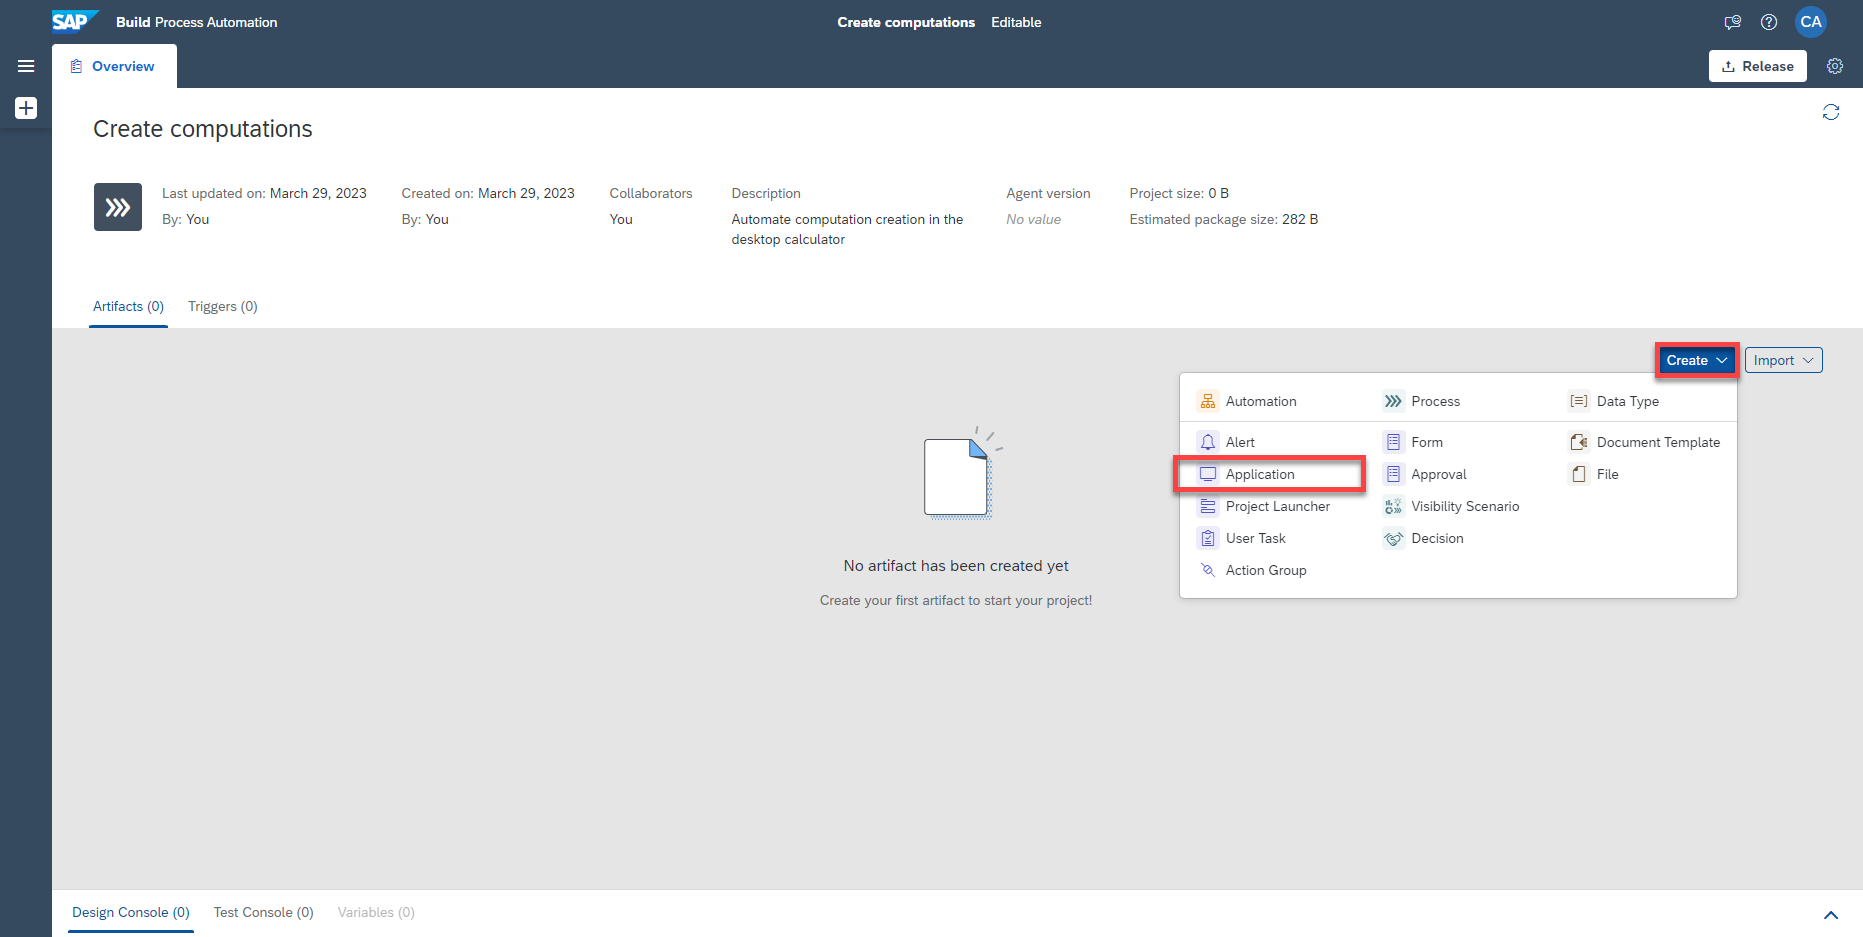 SAP Build Process Automation
Create computations Editable
CA
Overview
Release
Create computations
Last updated on: March 29, 2023
By: You
Created on: March 29, 2023
By: You
Collaborators
You
Description
Automate computation creation in the
desktop calculator
Agent version
No value
Project size: 0 B
Estimated package size: 282 B
Artifacts (0) Triggers (0)
Create Import
Automation Process Data Type
Alert Form Document Template
Application Approval File
Project Launcher Visibility Scenario
User Task Decision
Action Group
No artifact has been created yet
Create your first artifact to start your project!
Design Console (0) Test Console (0) Variables (0)